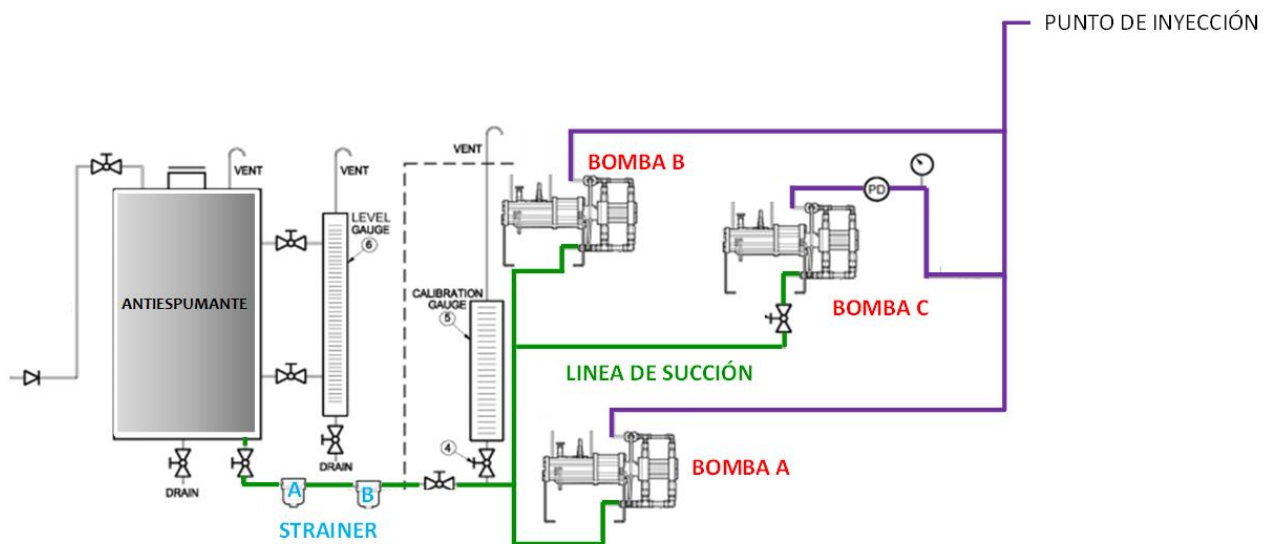 PUNTO DE INYECCIÓN
VENT
VENT
VENT
BOMBA B
PD
LEVEL
GAUGE
6
ANTIESPUMANTE
CALIBRATION
GAUGE
5
BOMBA C
LINEA DE SUCCIÓN
4
BOMBA A
DRAIN
DRAIN
A
B
STRAINER